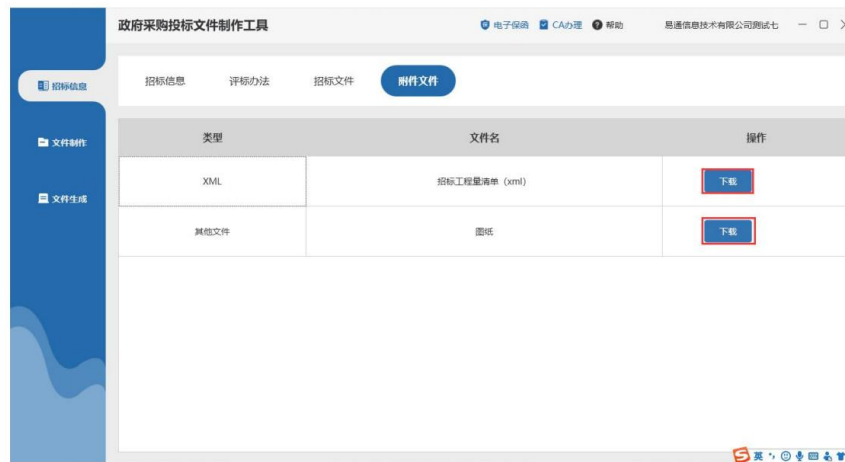 政府采购投标文件制作工具 电子保函 CA办理 帮助 易通信息技术有限公司测试七
招标信息 招标信息 评标办法 招标文件 附件文件
文件制作 类型 文件名 操作
XML 招标工程量清单（xml） 下载
文件生成
其他文件 图纸 下载
英